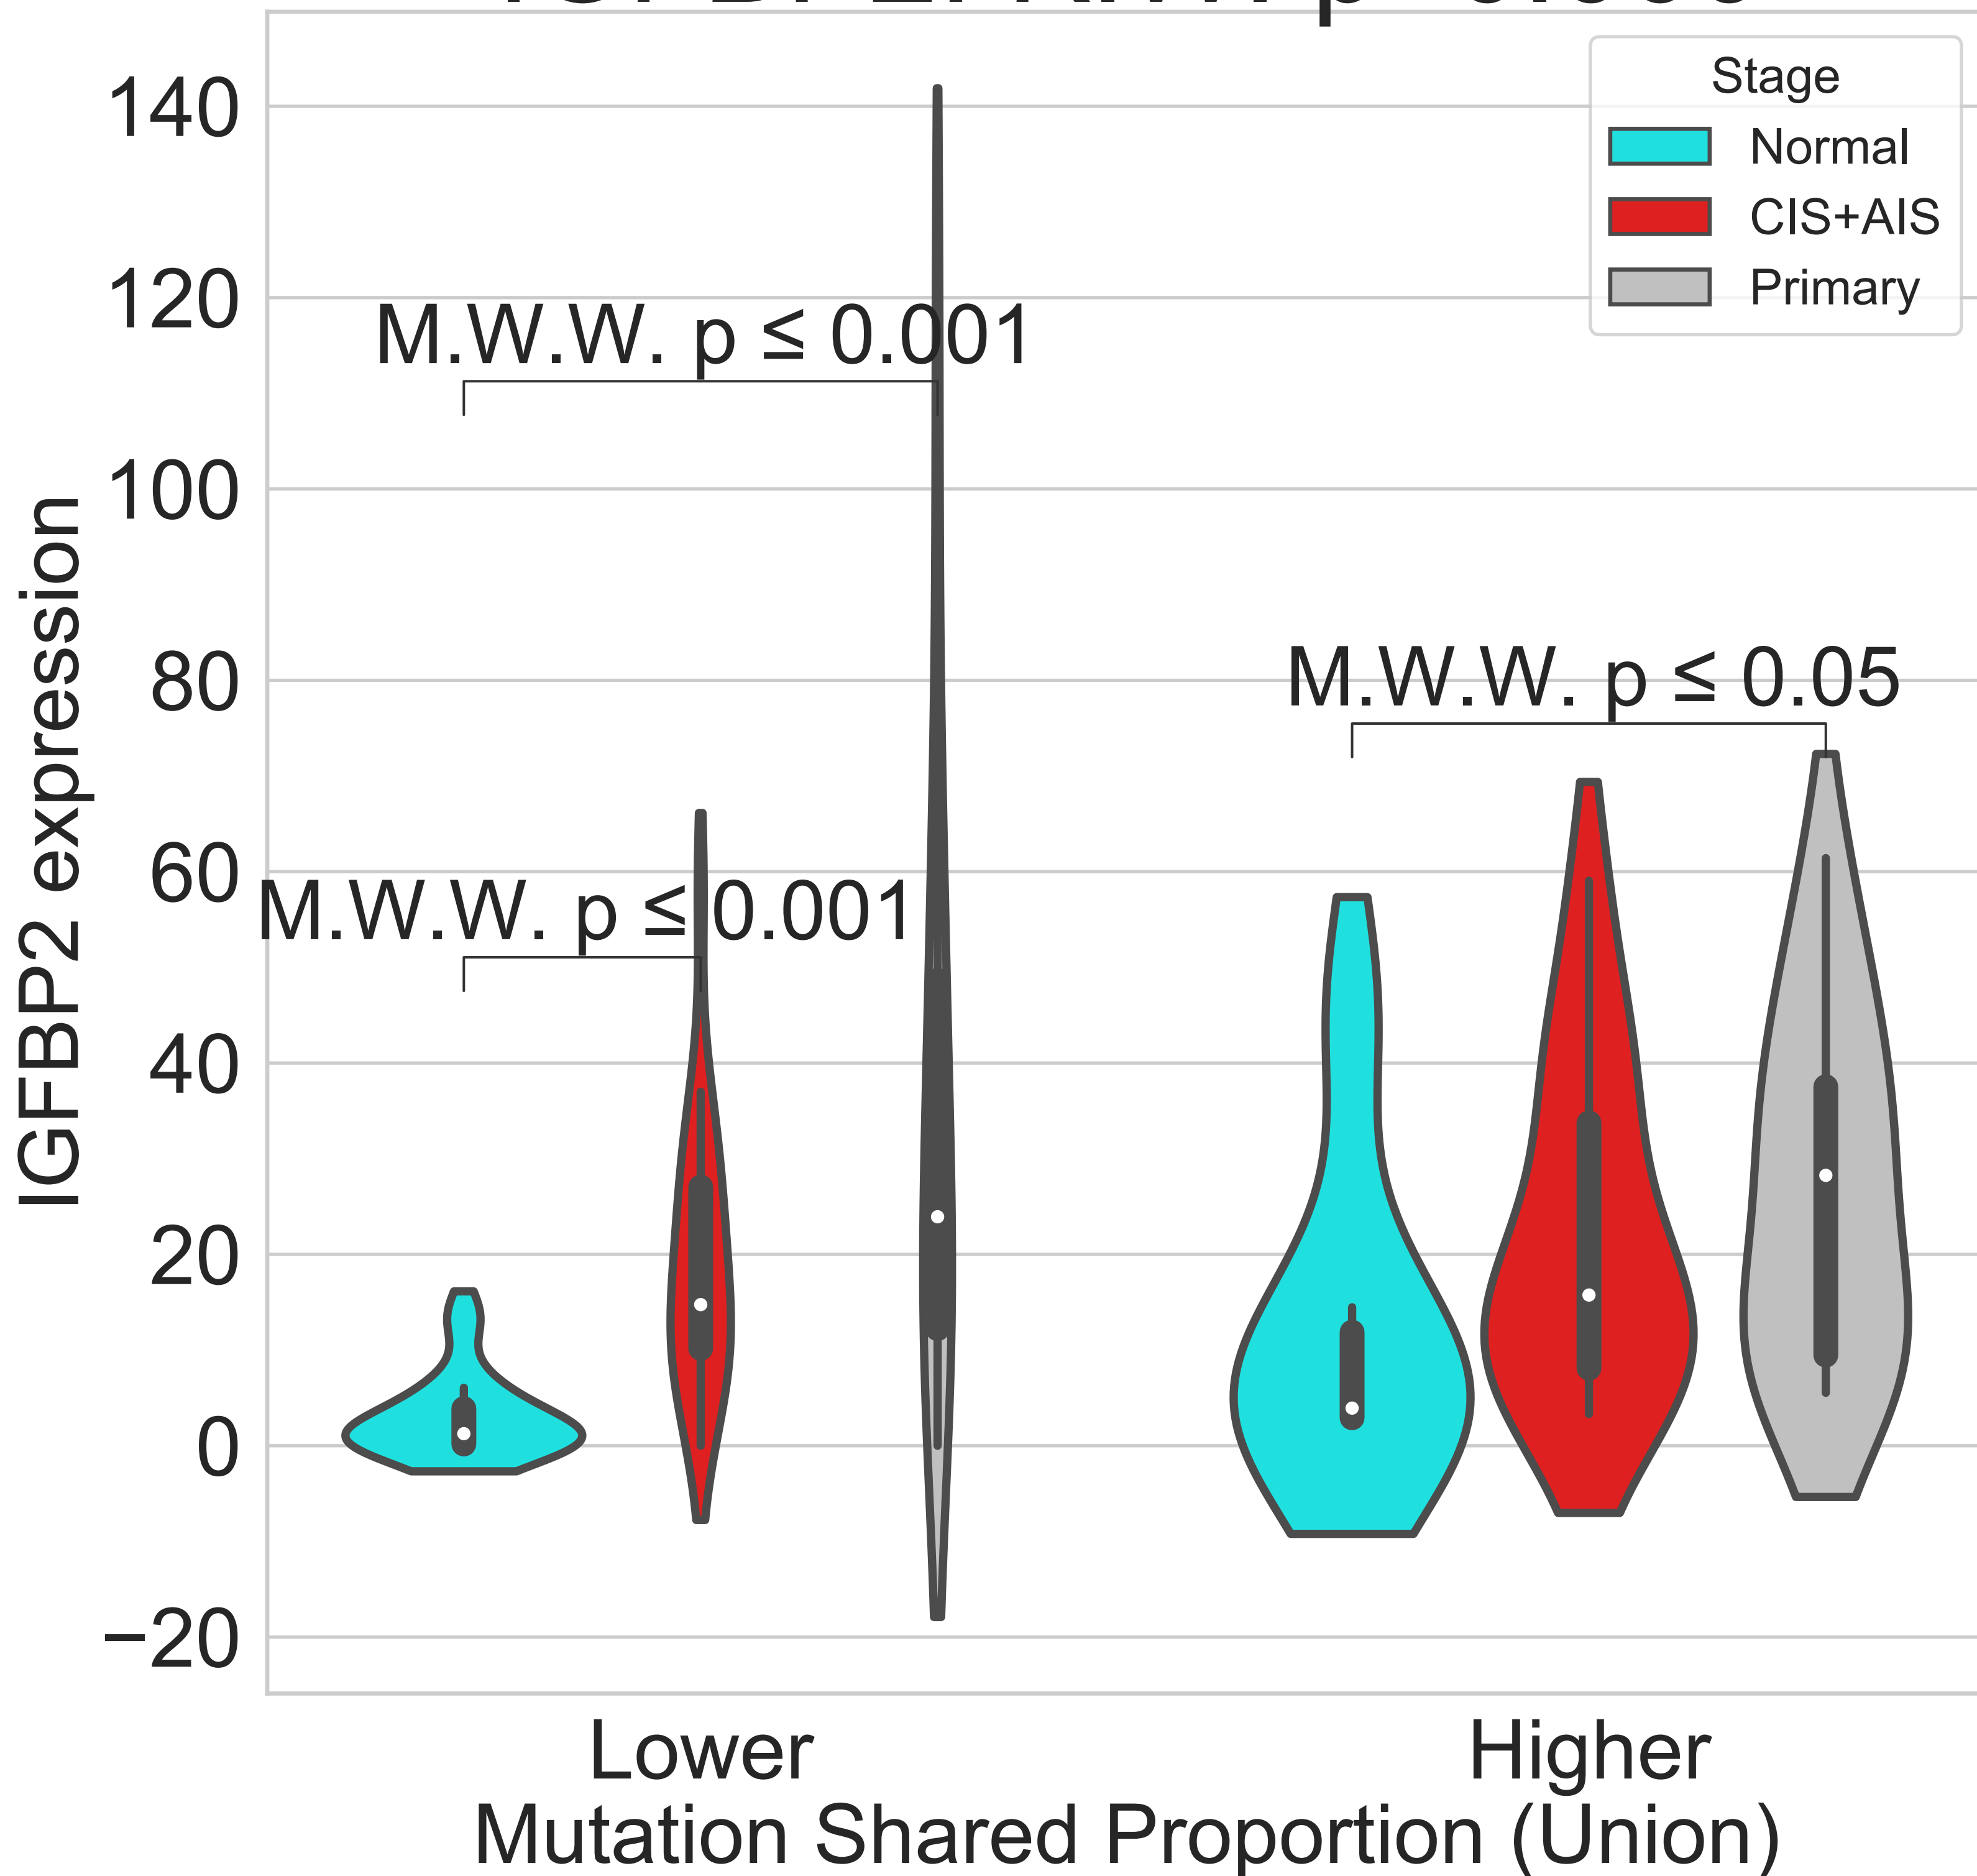 Stage
Normal
CIS+AIS
Primary
140
120
100
80
60
40
20
0
−20
IGFBP2 expression
M.W.W. p ≤ 0.001
M.W.W. p ≤ 0.05
M.W.W. p ≤ 0.001
Lower
Higher
Mutation Shared Proportion (Union)